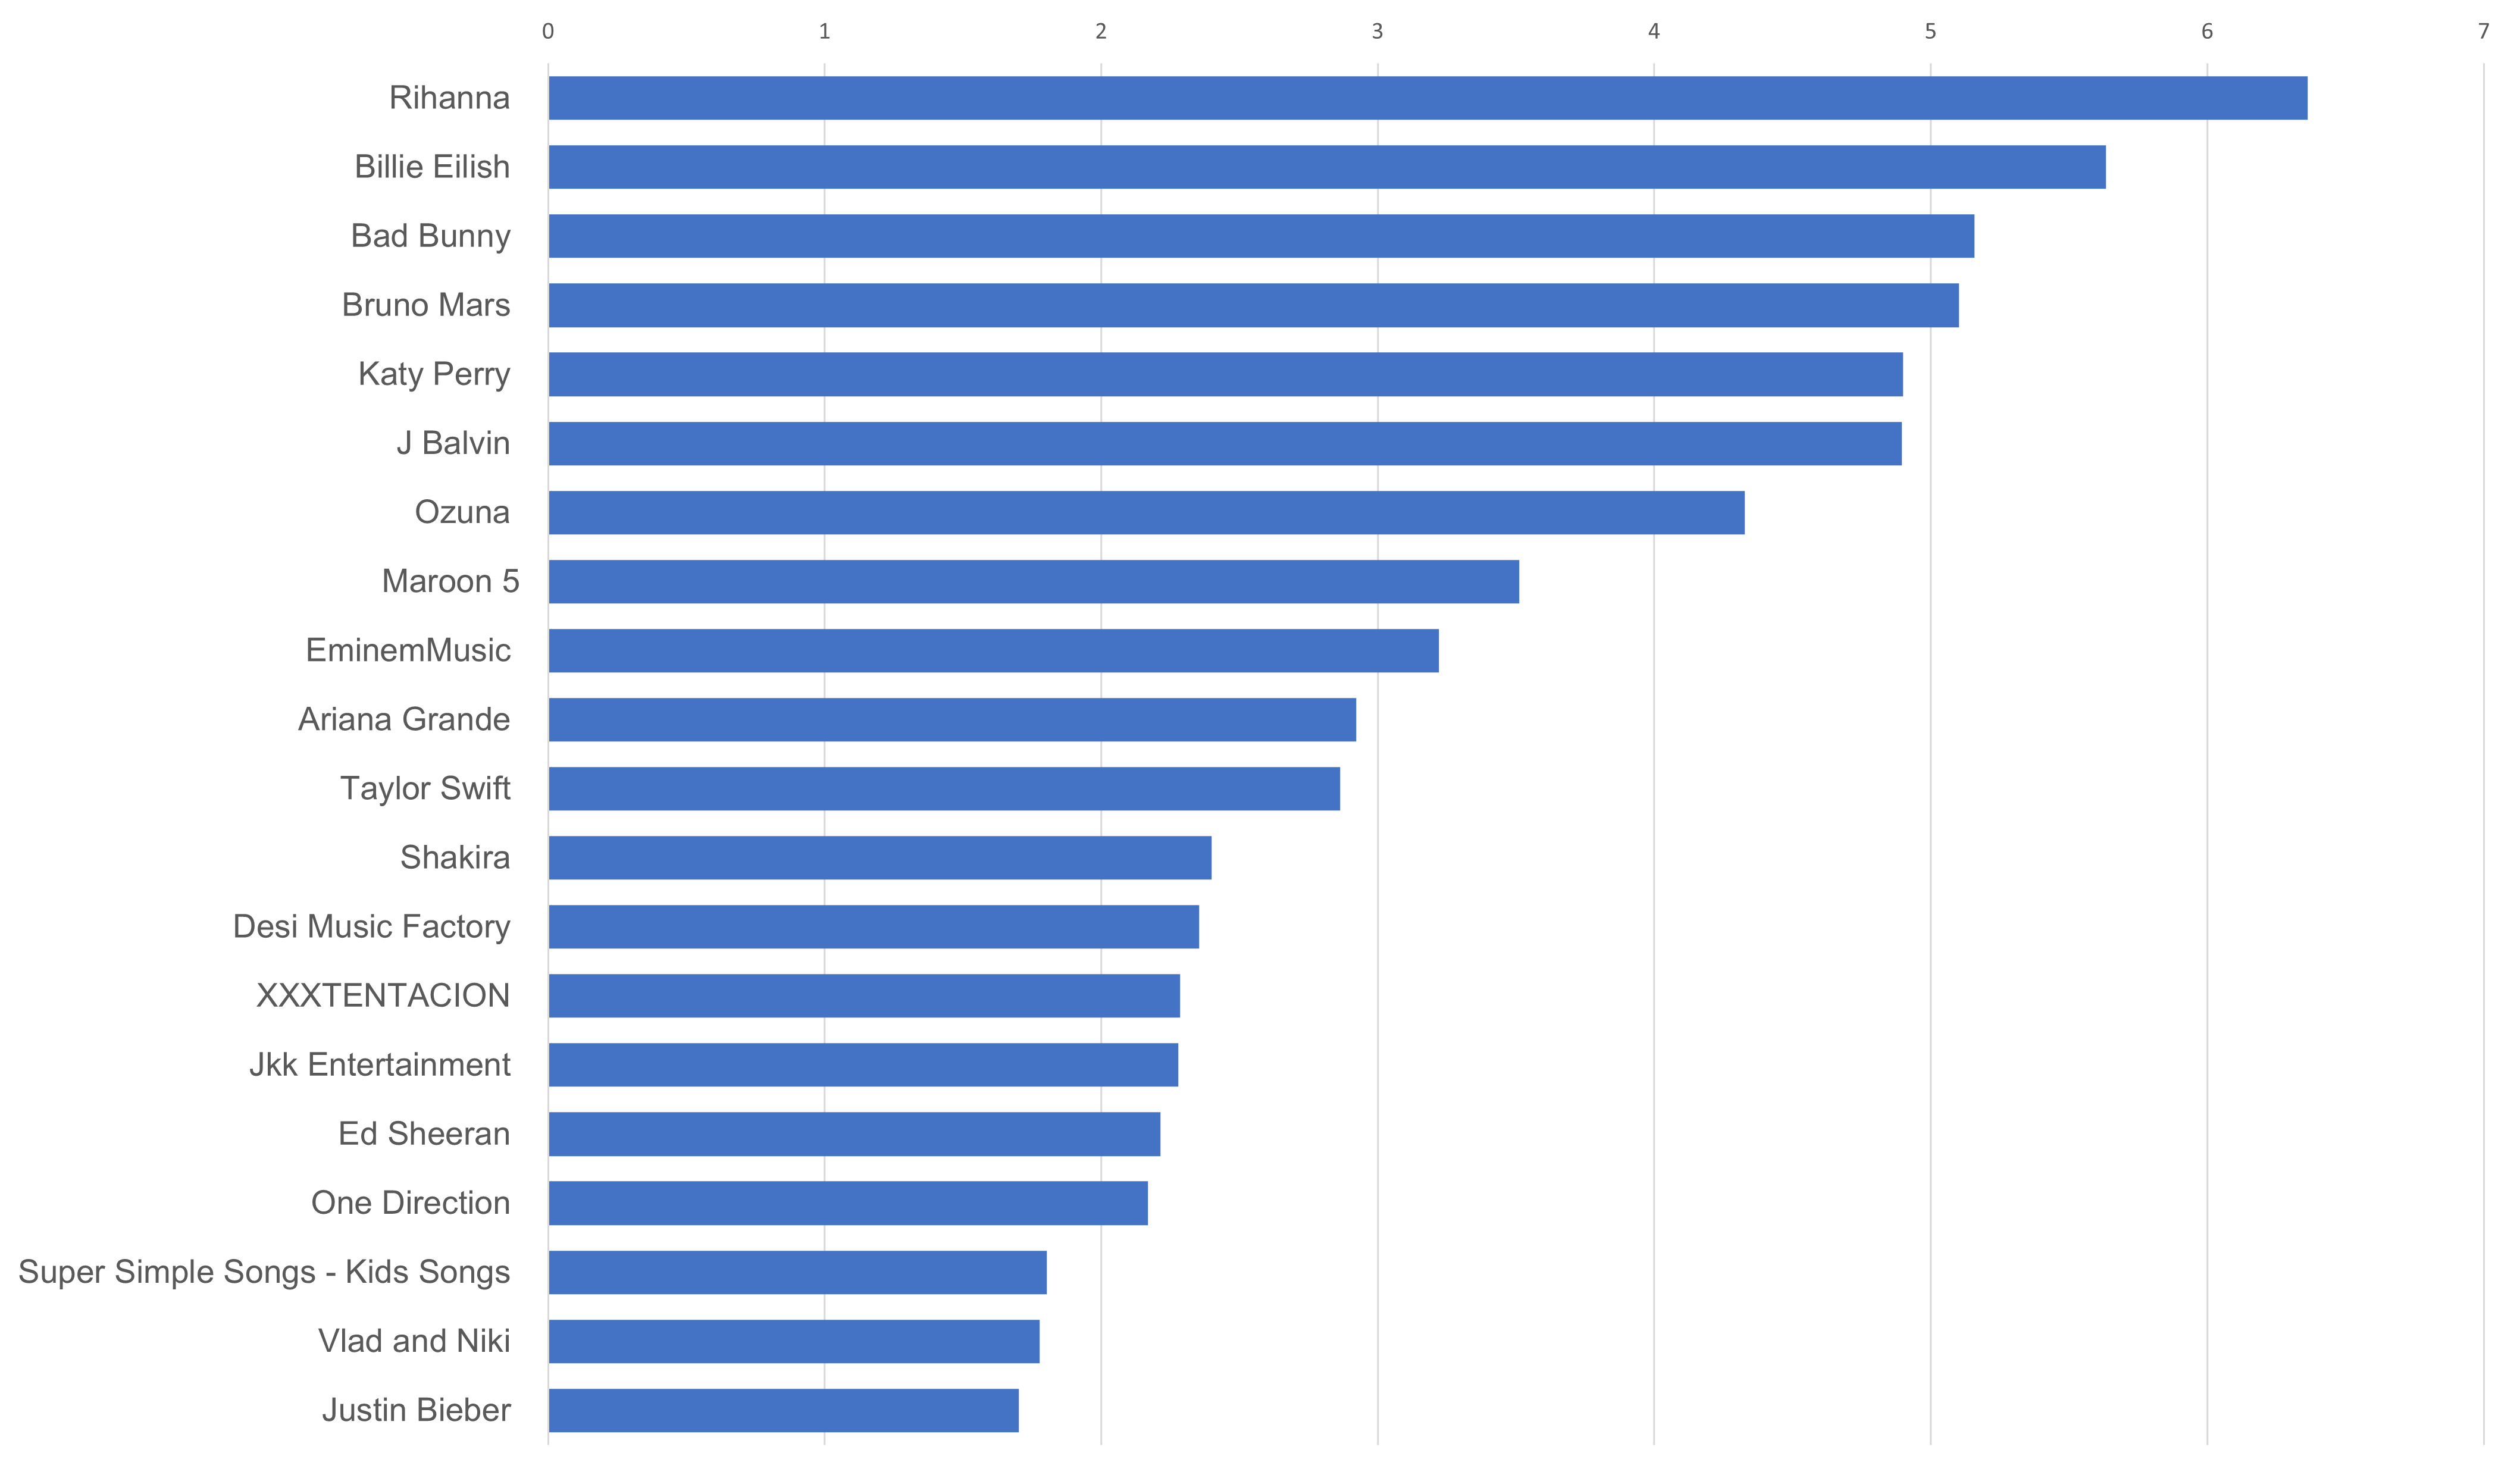 0 1 2 3 4 5 6 7
Rihanna
Billie Eilish
Bad Bunny
Bruno Mars
Katy Perry
J Balvin
Ozuna
Maroon 5
EminemMusic
Ariana Grande
Taylor Swift
Shakira
Desi Music Factory
XXXTENTACION
Jkk Entertainment
Ed Sheeran
One Direction
Super Simple Songs - Kids Songs
Vlad and Niki
Justin Bieber